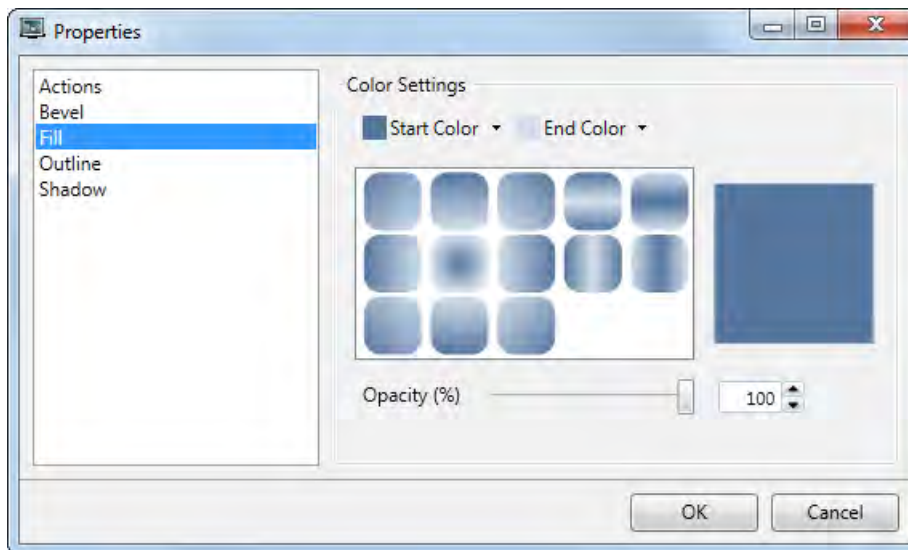 Properties
Actions
Bevel
Fill
Outline
Shadow
Color Settings
Start Color End Color
Opacity (%) 100
OK Cancel